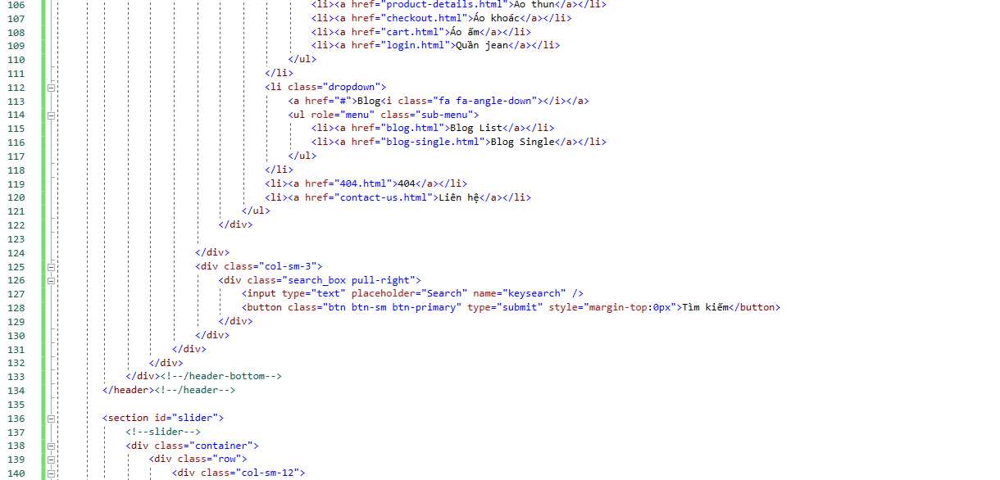 106 <li><a href="product-details.html">Áo thun</a></li>
107 <li><a href="checkout.html">Áo khoác</a></li>
108 <li><a href="cart.html">Áo ấm</a></li>
109 <li><a href="login.html">Quần jean</a></li>
110 </ul>
111 </li>
112 <li class="dropdown">
113 <a href="#">Blog<i class="fa fa-angle-down"></i></a>
114 <ul role="menu" class="sub-menu">
115 <li><a href="blog.html">Blog List</a></li>
116 <li><a href="blog-single.html">Blog Single</a></li>
117 </ul>
118 </li>
119 <li><a href="404.html">404</a></li>
120 <li><a href="contact-us.html">Liên hệ</a></li>
121 </ul>
122 </div>
123
124 </div>
125 <div class="col-sm-3">
126 <div class="search_box pull-right">
127 <input type="text" placeholder="Search" name="keysearch" />
128 <button class="btn btn-sm btn-primary" type="submit" style="margin-top:0px">Tìm kiếm</button>
129 </div>
130 </div>
131 </div>
132 </div>
133 </div><!--/header-bottom-->
134 </header><!--/header-->
135
136 <section id="slider">
137 <!--slider-->
138 <div class="container">
139 <div class="row">
140 <div class="col-sm-12">